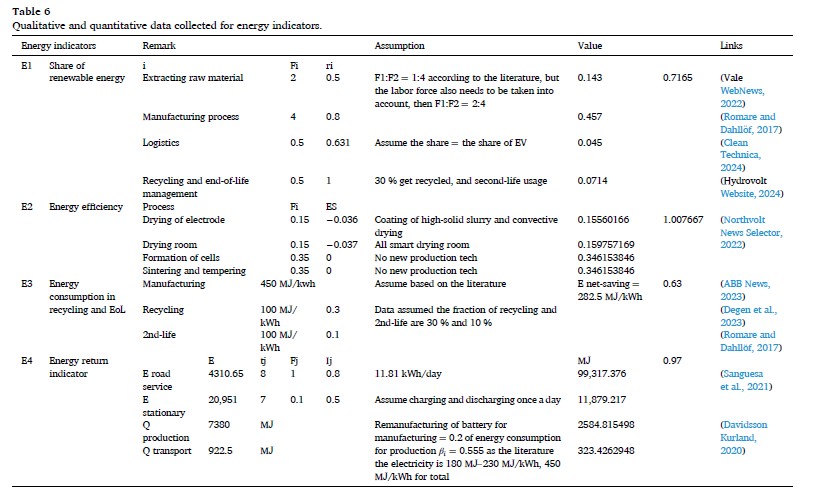 Table 6
Qualitative and quantitative data collected for energy indicators.
Energy indicators Remark Assumption Value Links
E1 Share of i Fi ri
renewable energy Extracting raw material 2 0.5 F1:F2 = 1:4 according to the literature, but 0.143 0.7165 (Vale
the labor force also needs to be taken into WebNews,
account, then F1:F2 = 2:4 2022)
Manufacturing process 4 0.8 0.457 (Romare and
Dahllöf, 2017)
Logistics 0.5 0.631 Assume the share = the share of EV 0.045 (Clean
Technica,
2024)
Recycling and end-of-life 0.5 1 30 % get recycled, and second-life usage 0.0714 (Hydrovolt
management Website, 2024)
E2 Energy efficiency Process Fi ES
Drying of electrode 0.15 −0.036 Coating of high-solid slurry and convective 0.15560166 1.007667 (Northvolt
drying News Selector,
Drying room 0.15 −0.037 All smart drying room 0.159757169 2022)
Formation of cells 0.35 0 No new production tech 0.346153846
Sintering and tempering 0.35 0 No new production tech 0.346153846
E3 Energy Manufacturing 450 MJ/kwh Assume based on the literature E net-saving = 0.63 (ABB News,
consumption in 282.5 MJ/kWh 2023)
recycling and EoL Recycling 100 MJ/ 0.3 Data assumed the fraction of recycling and (Degen et al.,
kWh 2nd-life are 30 % and 10 % 2023)
2nd-life 100 MJ/ 0.1 (Romare and
kWh Dahllöf, 2017)
E4 Energy return E tj Fj Ij MJ 0.97
indicator E road 4310.65 8 1 0.8 11.81 kWh/day 99,317.376 (Sanguesa
service et al., 2021)
E 20,951 7 0.1 0.5 Assume charging and discharging once a day 11,879.217
stationary
Q 7380 MJ Remanufacturing of battery for 2584.815498 (Davidsson
production manufacturing = 0.2 of energy consumption Kurland,
Q transport 922.5 MJ for production βi = 0.555 as the literature 323.4262948 2020)
the electricity is 180 MJ–230 MJ/kWh, 450
MJ/kWh for total